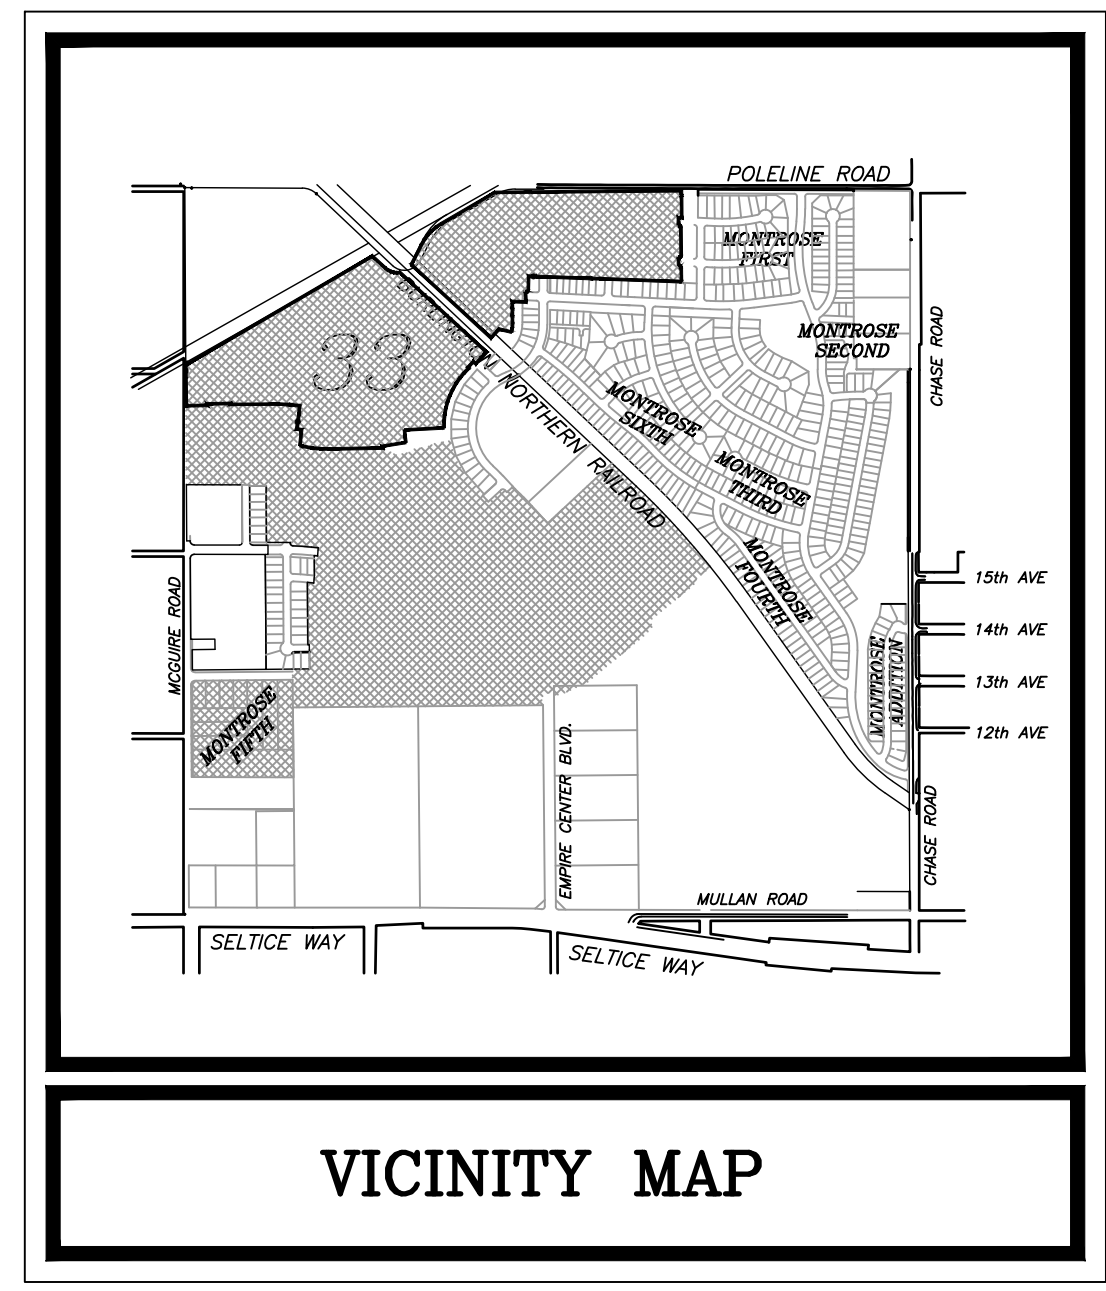 POLELINE ROAD
MONTROSE
FIRST
MONTROSE
SECOND
CHASE ROAD
33
BURLINGTON NORTHERN RAILROAD
MONTROSE
SIXTH
MONTROSE
THIRD
MONTROSE
FOURTH
15th AVE
14th AVE
13th AVE
12th AVE
MCGUIRE ROAD
MONTROSE
ADDITION
MONTROSE
FIFTH
EMPIRE CENTER BLVD.
CHASE ROAD
MULLAN ROAD
SELTICE WAY
SELTICE WAY
VICINITY MAP